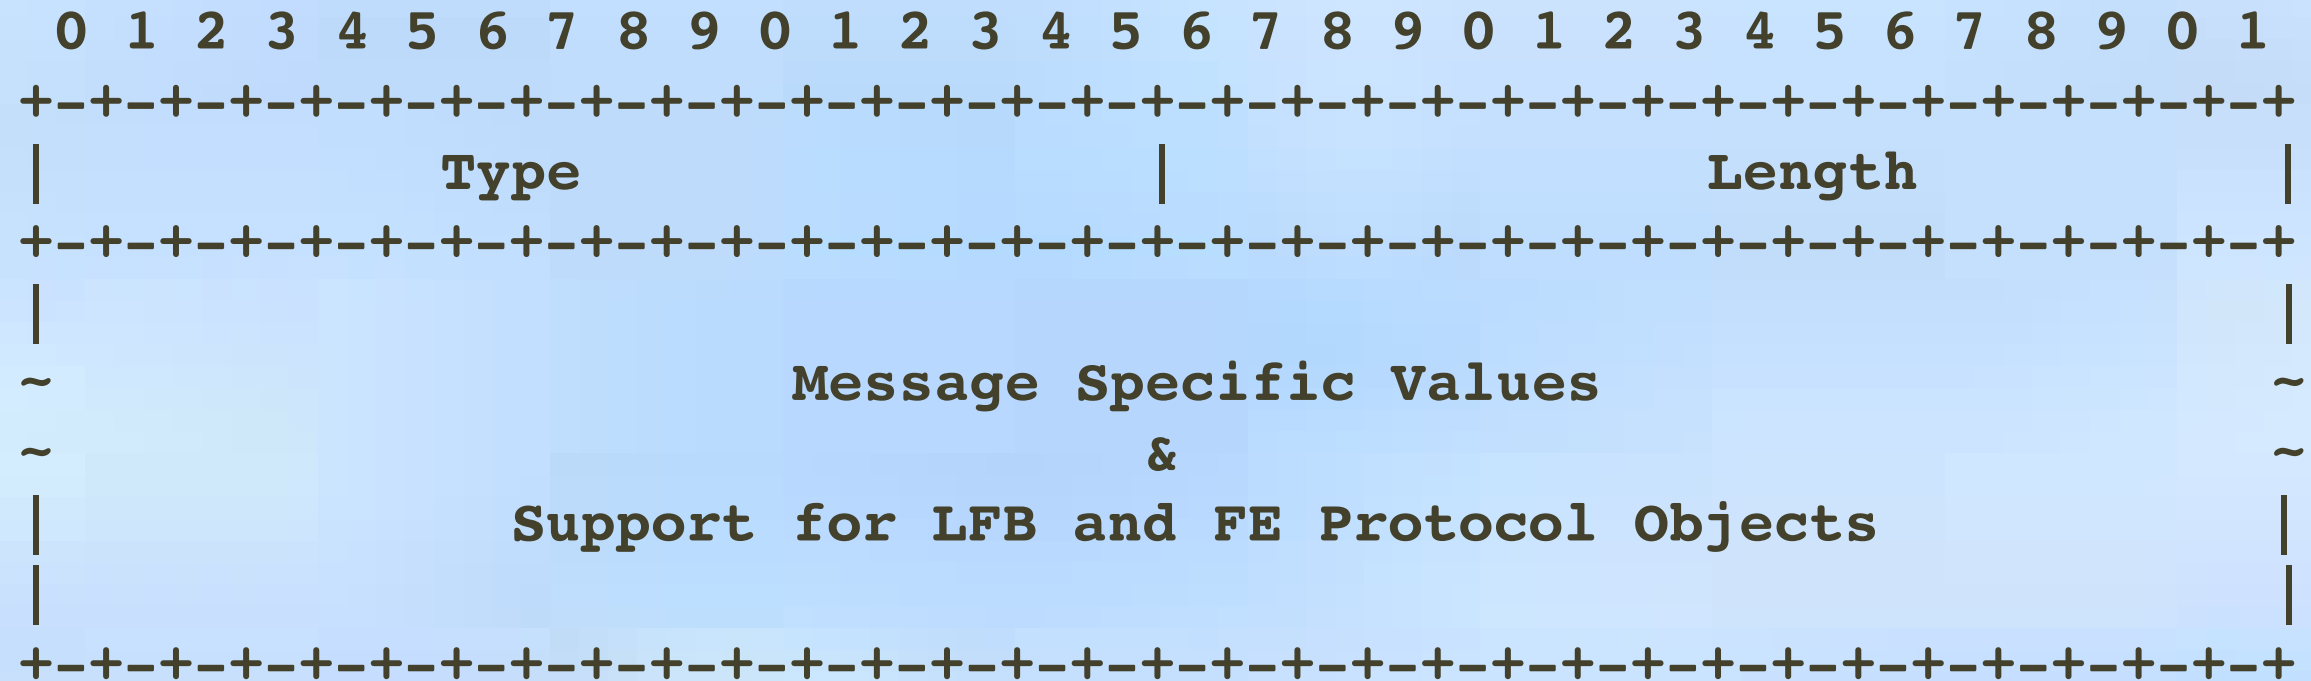 0 1 2 3 4 5 6 7 8 9 0 1 2 3 4 5 6 7 8 9 0 1 2 3 4 5 6 7 8 9 0 1
+-+-+-+-+-+-+-+-+-+-+-+-+-+-+-+-+-+-+-+-+-+-+-+-+-+-+-+-+-+-+-+-+
|           Type                |               Length          |
+-+-+-+-+-+-+-+-+-+-+-+-+-+-+-+-+-+-+-+-+-+-+-+-+-+-+-+-+-+-+-+-+
|                                                               |
~                     Message Specific Values                   ~
~                               &                               ~
|             Support for LFB and FE Protocol Objects           |
|                                                               |
+-+-+-+-+-+-+-+-+-+-+-+-+-+-+-+-+-+-+-+-+-+-+-+-+-+-+-+-+-+-+-+-+